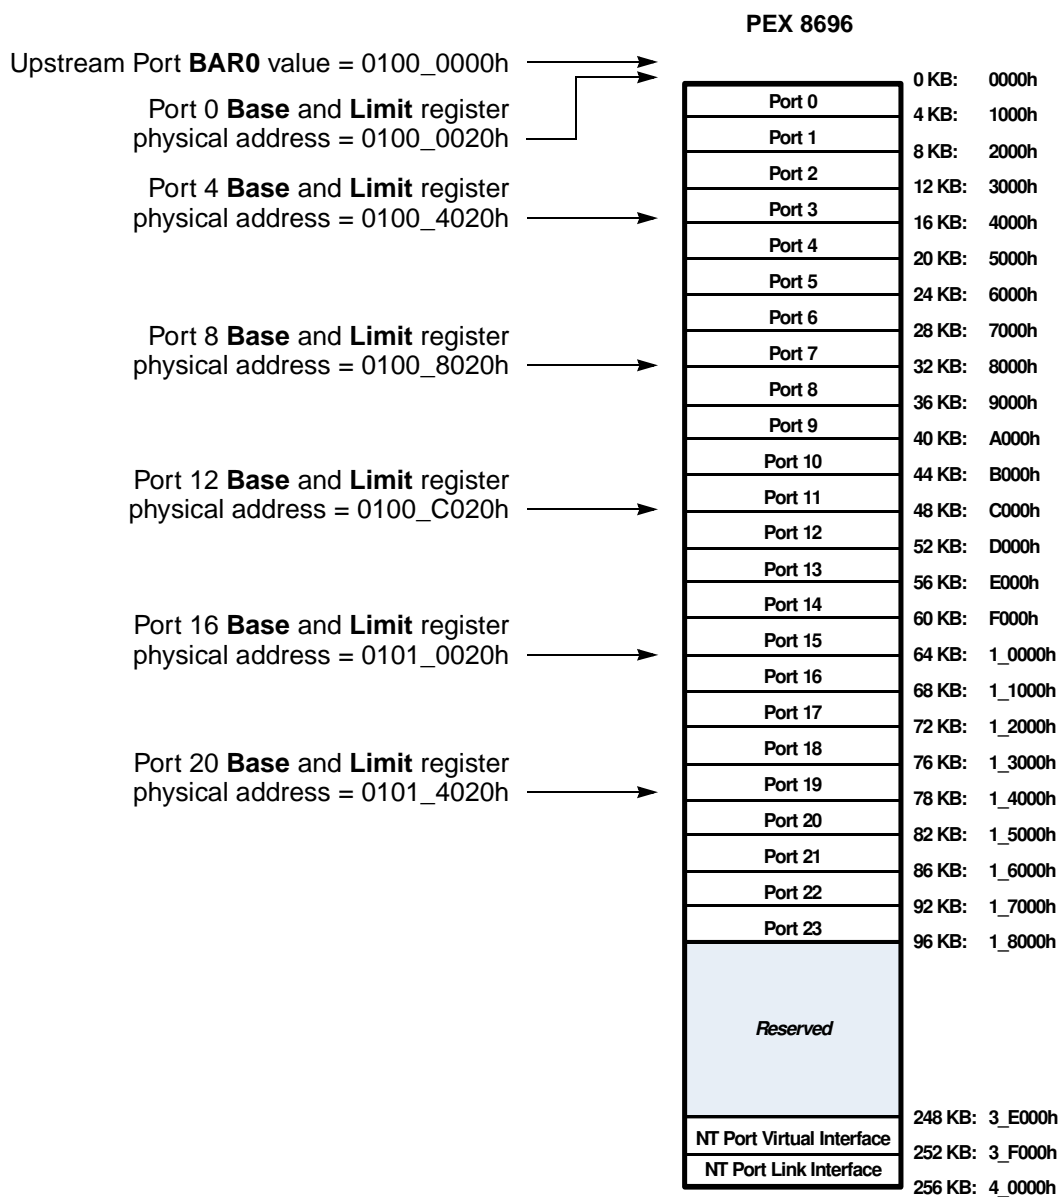 PEX 8696
Upstream Port BAR0 value = 0100_0000h
Port 0 Base and Limit register
physical address = 0100_0020h
Port 4 Base and Limit register
physical address = 0100_4020h
Port 8 Base and Limit register
physical address = 0100_8020h
Port 12 Base and Limit register
physical address = 0100_C020h
Port 16 Base and Limit register
physical address = 0101_0020h
Port 20 Base and Limit register
physical address = 0101_4020h
Port 0
Port 1
Port 2
Port 3
Port 4
Port 5
Port 6
Port 7
Port 8
Port 9
Port 10
Port 11
Port 12
Port 13
Port 14
Port 15
Port 16
Port 17
Port 18
Port 19
Port 20
Port 21
Port 22
Port 23
Reserved
NT Port Virtual Interface
NT Port Link Interface
0 KB: 0000h
4 KB: 1000h
8 KB: 2000h
12 KB: 3000h
16 KB: 4000h
20 KB: 5000h
24 KB: 6000h
28 KB: 7000h
32 KB: 8000h
36 KB: 9000h
40 KB: A000h
44 KB: B000h
48 KB: C000h
52 KB: D000h
56 KB: E000h
60 KB: F000h
64 KB: 1_0000h
68 KB: 1_1000h
72 KB: 1_2000h
76 KB: 1_3000h
78 KB: 1_4000h
82 KB: 1_5000h
86 KB: 1_6000h
92 KB: 1_7000h
96 KB: 1_8000h
248 KB: 3_E000h
252 KB: 3_F000h
256 KB: 4_0000h